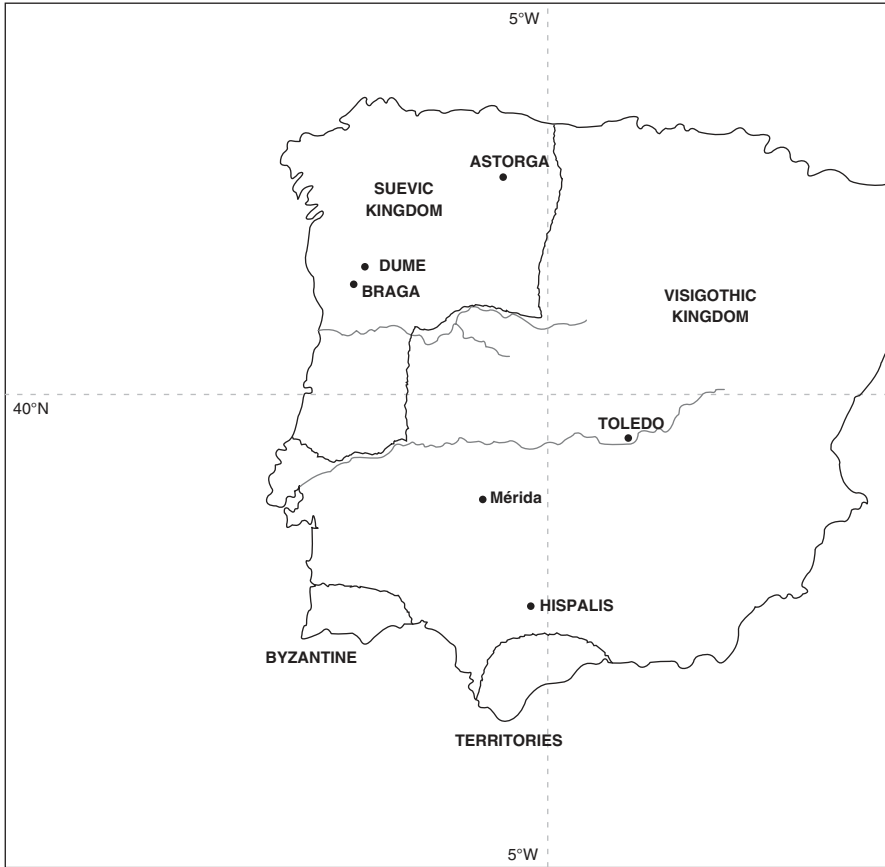 5°W
ASTORGA
SUEVIC
KINGDOM
DUME
BRAGA
VISIGOTHIC
KINGDOM
40°N
TOLEDO
Mérida
HISPALIS
BYZANTINE
TERRITORIES
5°W